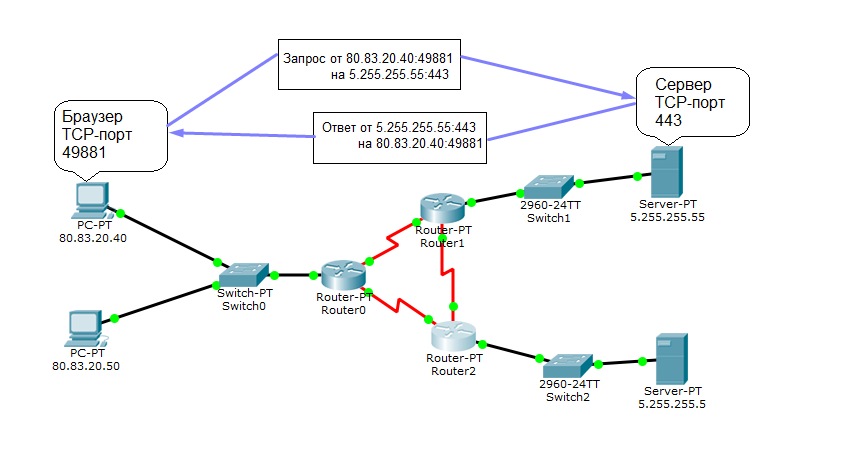 Запрос от 80.83.20.40:49881
на 5.255.255.55:443
Браузер
TCP-порт
49881
Сервер
TCP-порт
443
Ответ от 5.255.255.55:443
на 80.83.20.40:49881
PC-PT
80.83.20.40
Router-PT
Router1
2960-24TT
Switch1
Server-PT
5.255.255.55
Switch-PT
Switch0
Router-PT
Router0
PC-PT
80.83.20.50
Router-PT
Router2
2960-24TT
Switch2
Server-PT
5.255.255.5